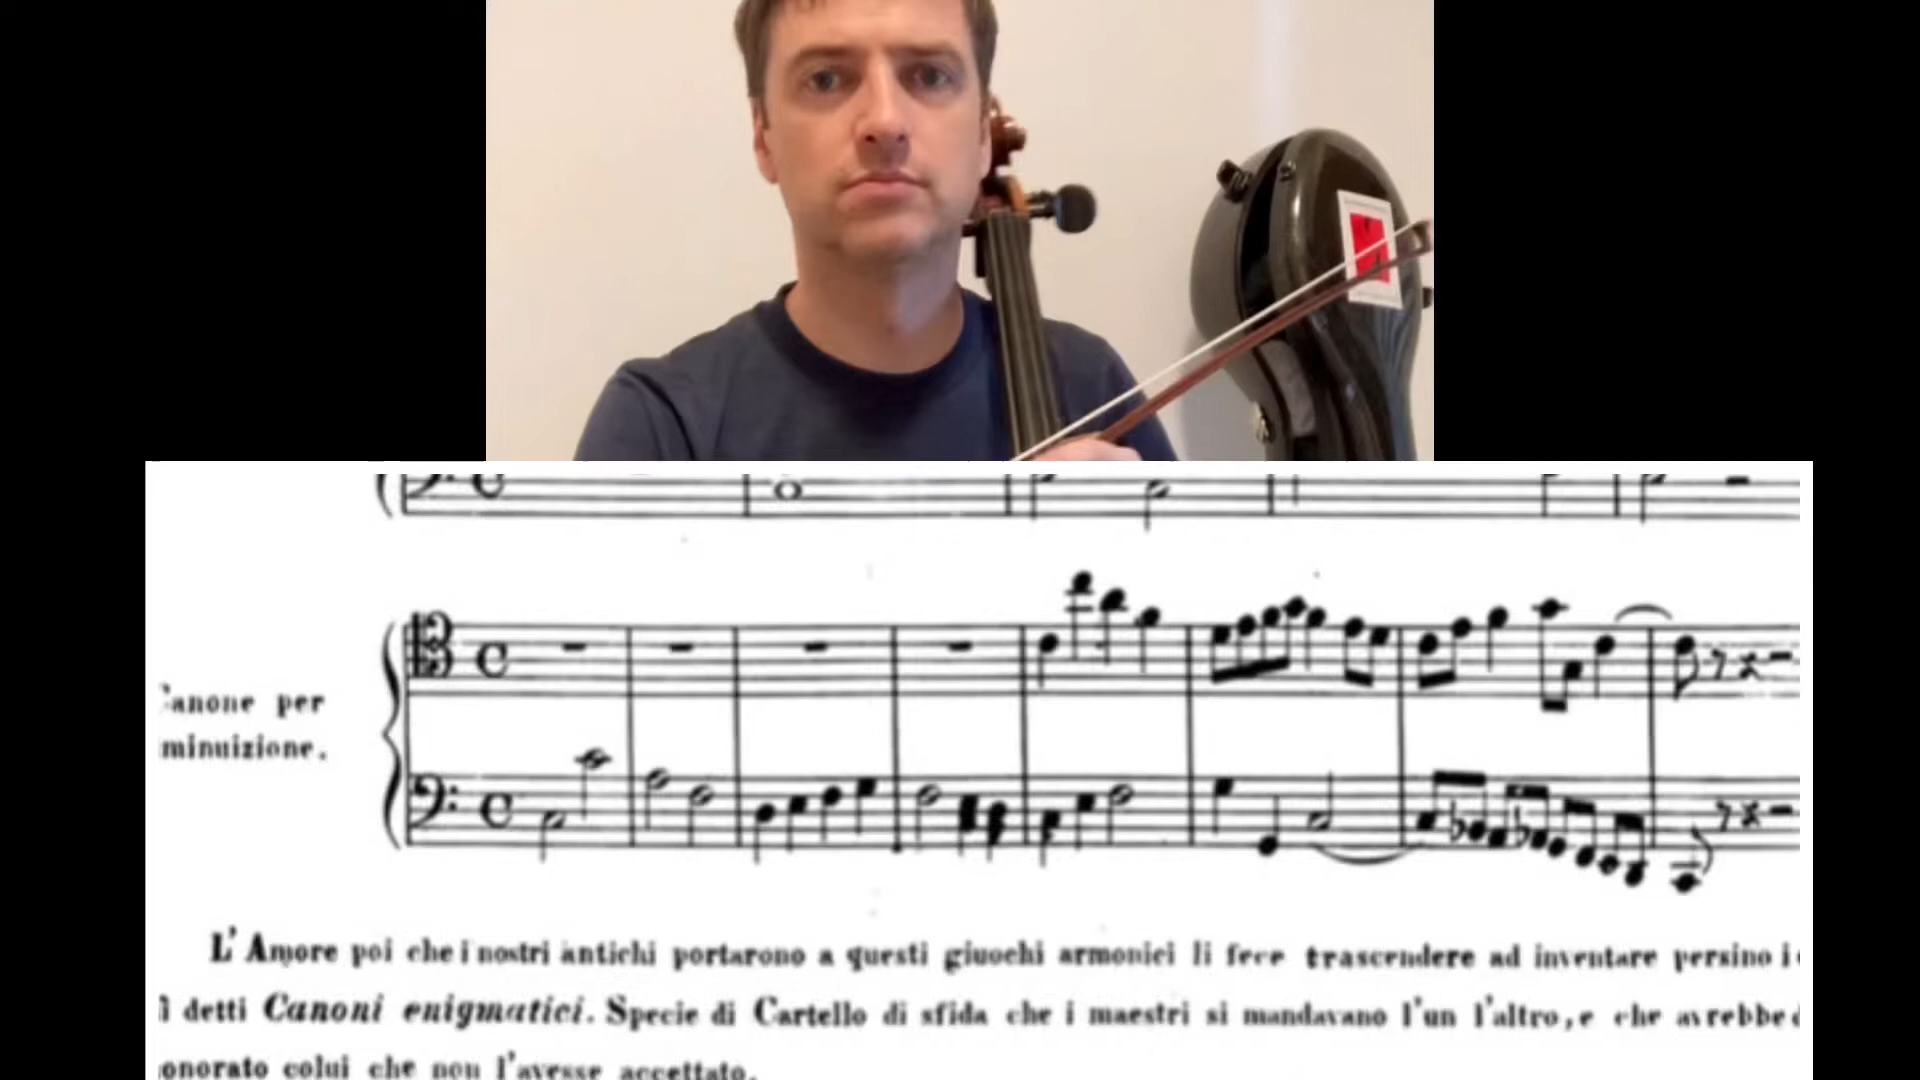 anone per
minuizione.
L' Amore poi che i nostri antichi portarono a questi giuochi armonici li fece trascendere ad inventare persino i
detti Canoni enigmatici. Specie di Cartello di sfida che i maestri si mandavano l'un l'altro, e che avrebbe
onorato colui che non l'avesse accettato.